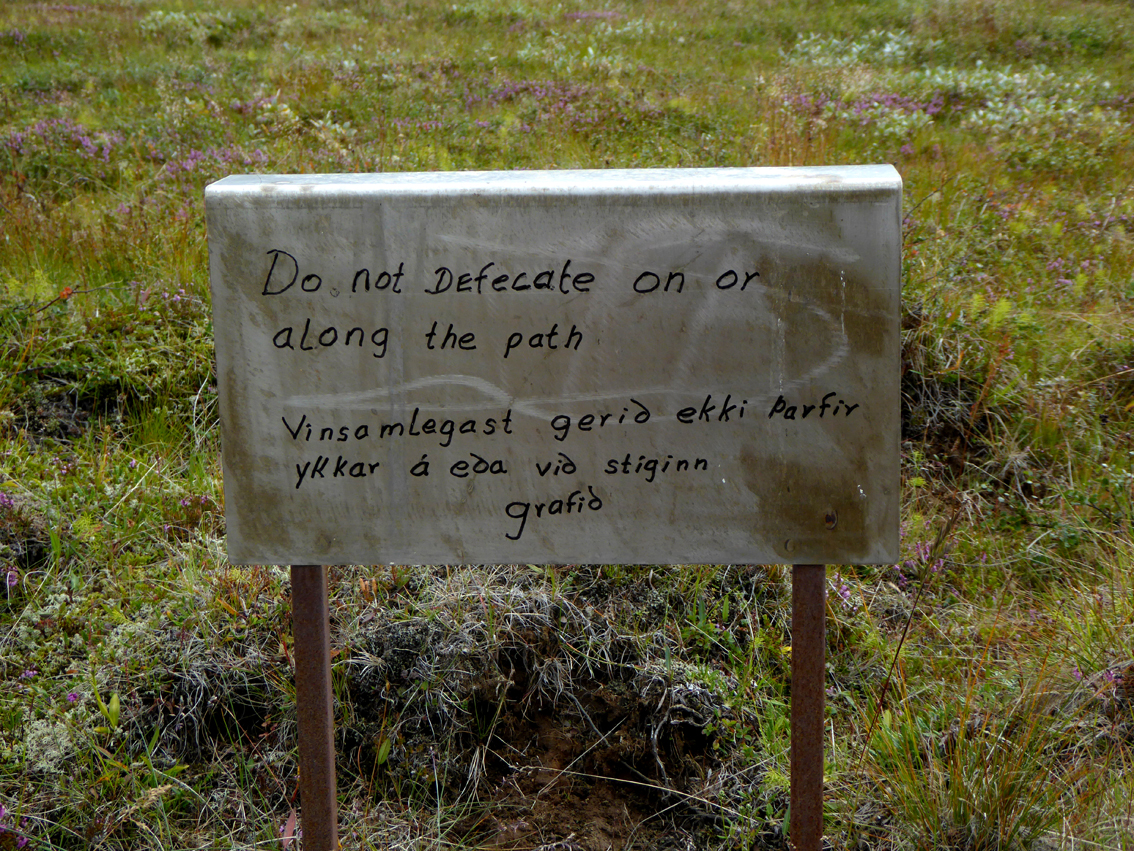 Do not Defecate on or
along the path
Vinsamlegast gerið ekki þarfir
ykkar á eða við stíginn
grafið